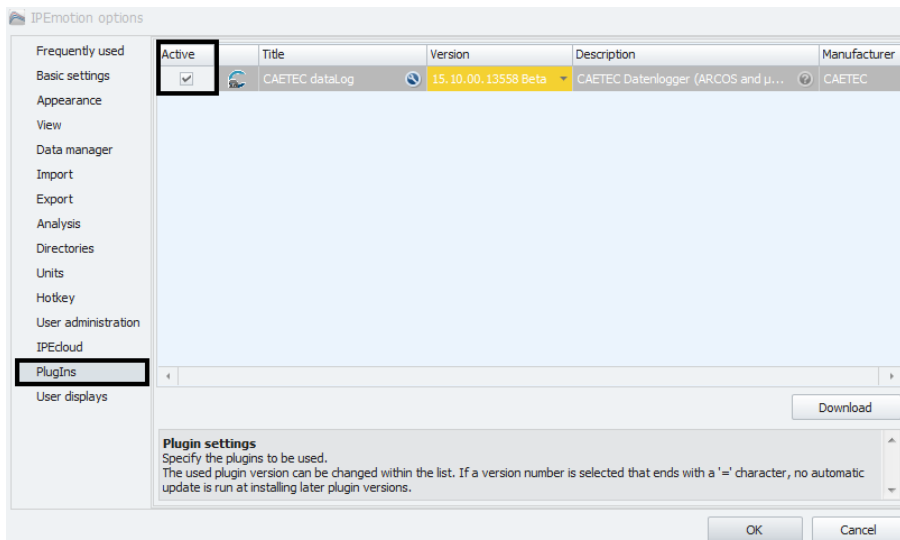 IPEmotion options
Frequently used
Basic settings
Appearance
View
Data manager
Import
Export
Analysis
Directories
Units
Hotkey
User administration
IPEcloud
PlugIns
User displays
Active Title Version Description Manufacturer
CAETEC dataLog 15.10.00.13558 Beta CAETEC Datenlogger (ARCOS and µ... CAETEC
Download
Plugin settings
Specify the plugins to be used.
The used plugin version can be changed within the list. If a version number is selected that ends with a '=' character, no automatic
update is run at installing later plugin versions.
OK Cancel